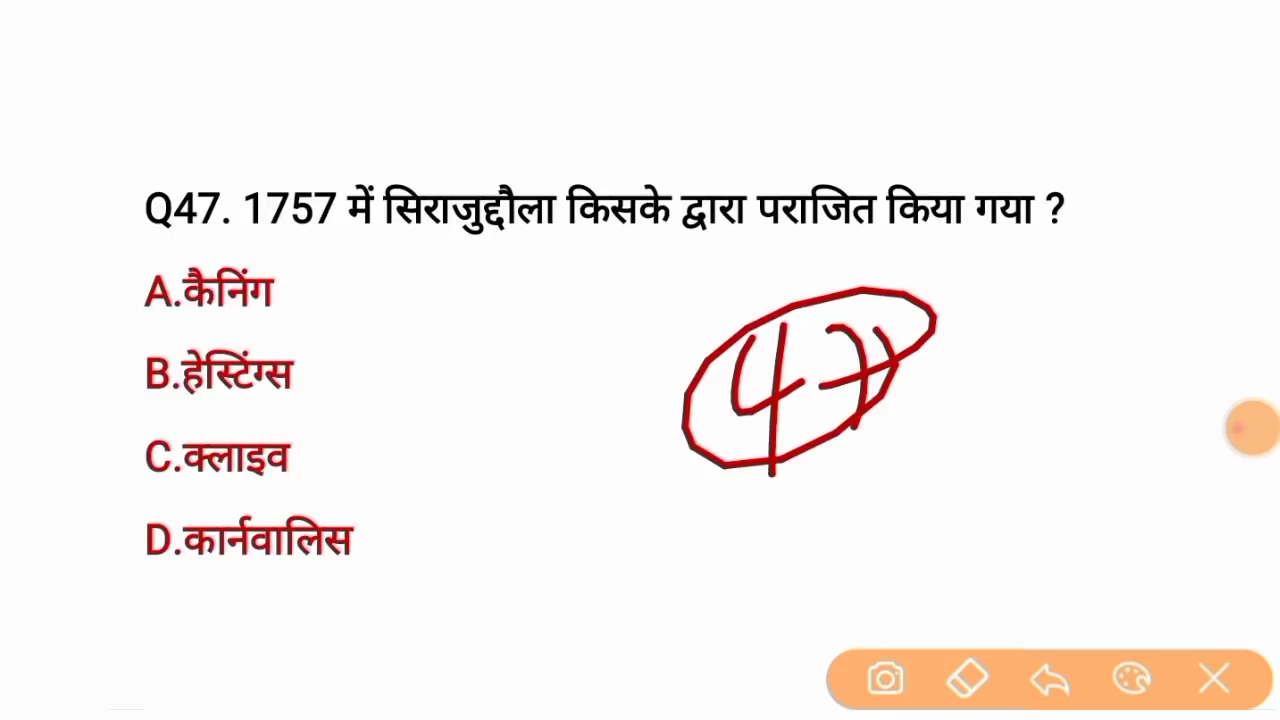 Q47. 1757 में सिराजुद्दौला किसके द्वारा पराजित किया गया ?
A.कैनिंग
B.हेस्टिंग्स
47
C.क्लाइव
D.कार्नवालिस